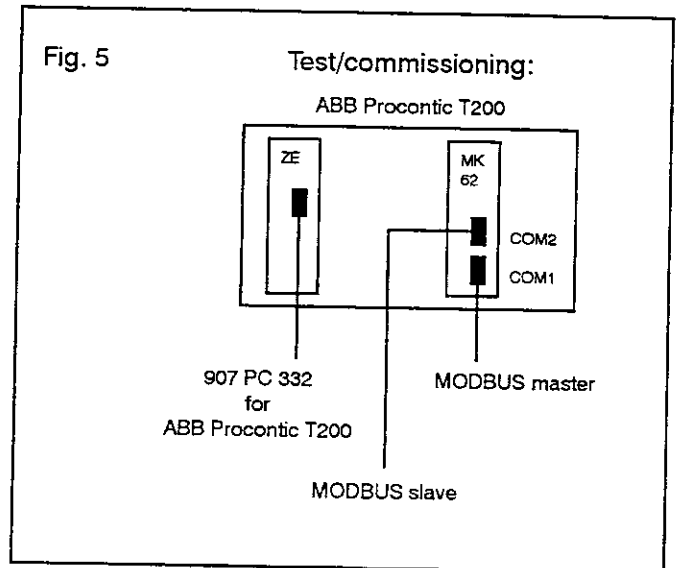 Fig. 5
Test/commissioning:
ABB Procontic T200
ZE
MK
62
COM2
COM1
907 PC 332
for
ABB Procontic T200
MODBUS master
MODBUS slave